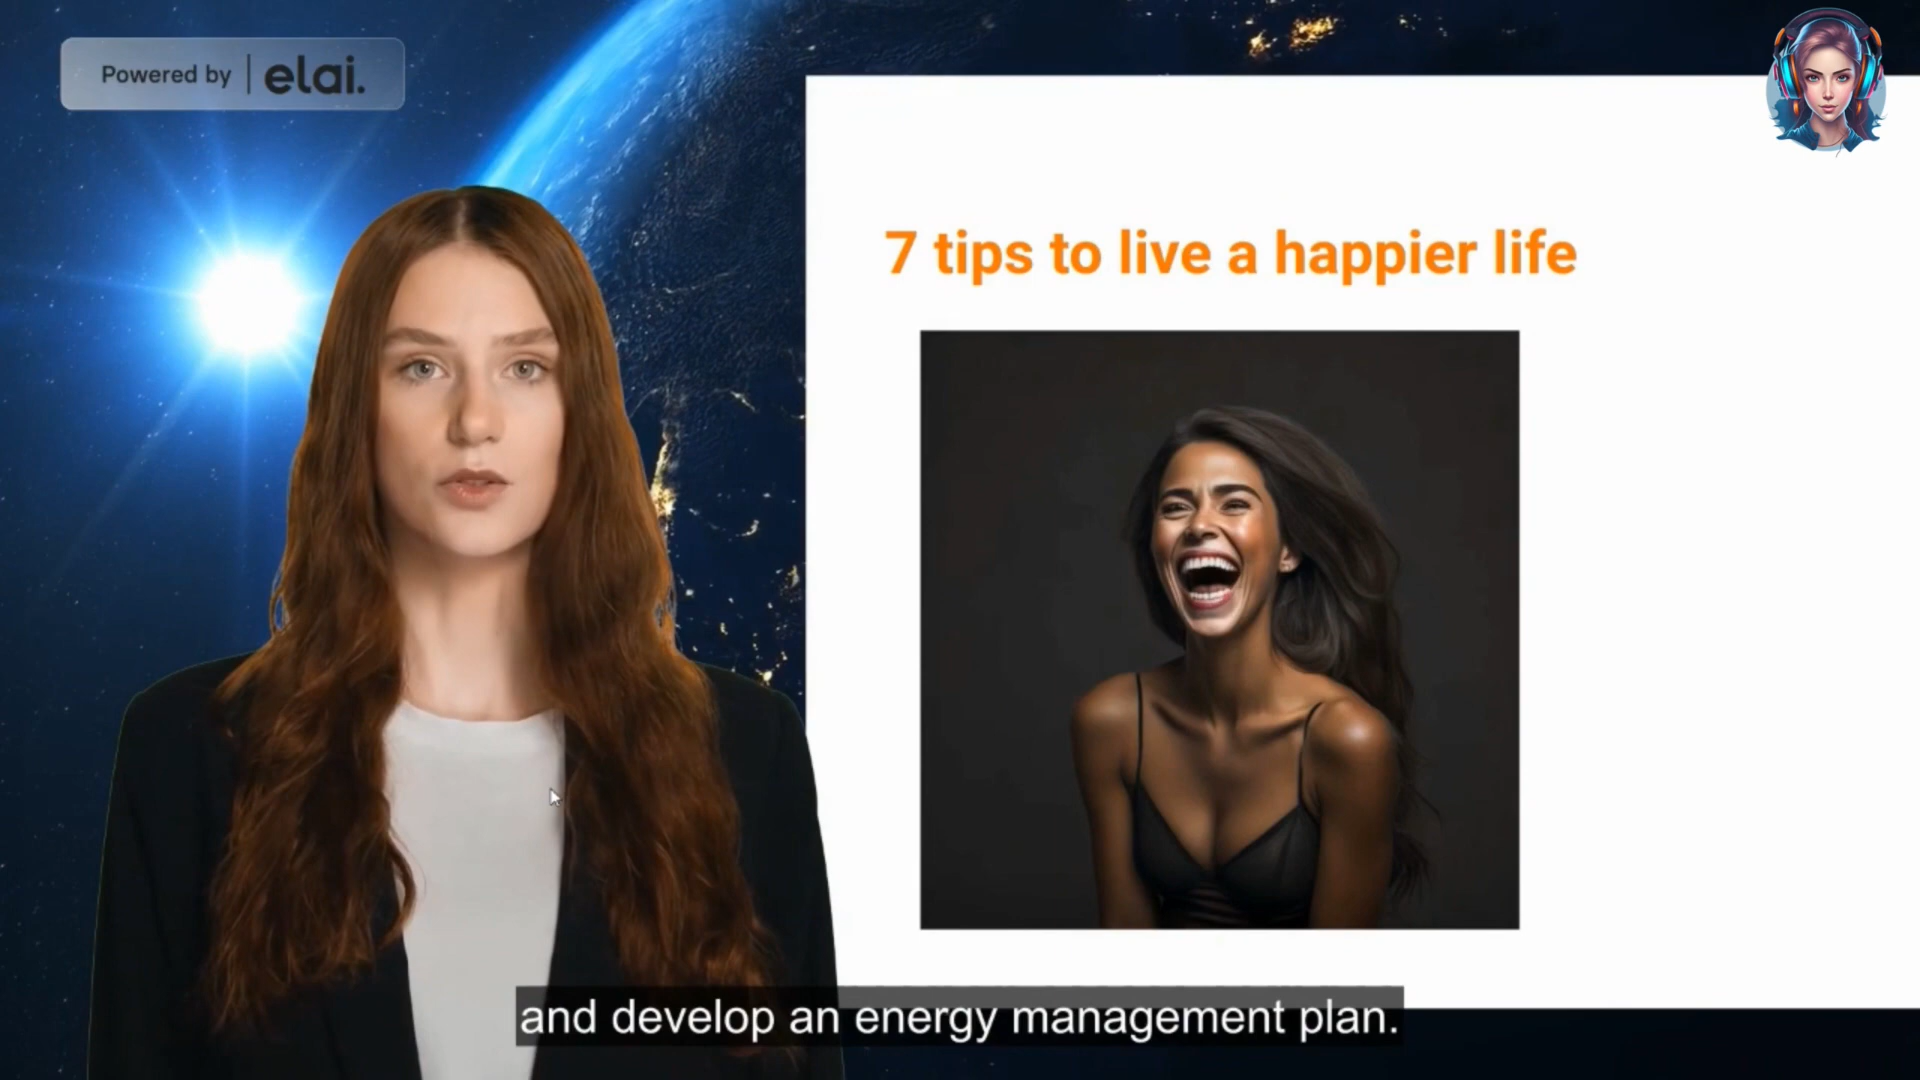 Powered by | elai.
7 tips to live a happier life
and develop an energy management plan.